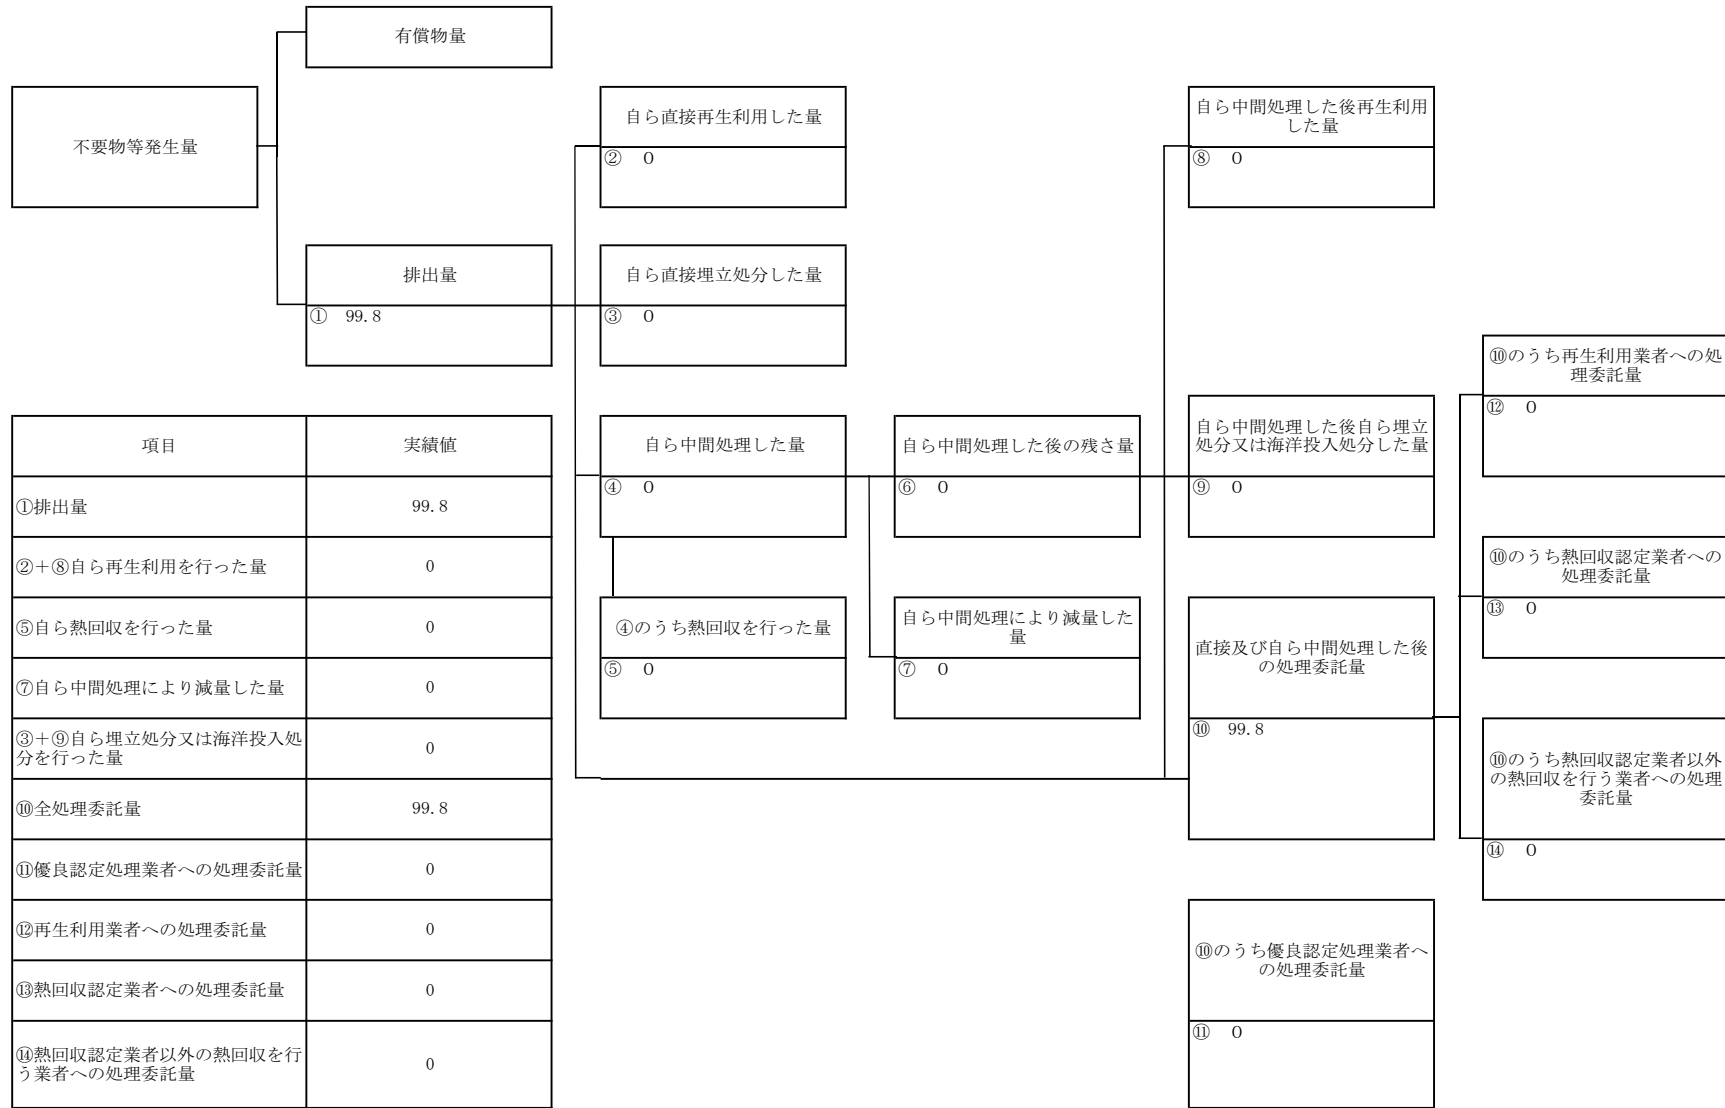 有償物量
不要物等発生量
自ら直接再生利用した量
② 0
自ら中間処理した後再生利用
した量
⑧ 0
排出量
① 99.8
自ら直接埋立処分した量
③ 0
⑩のうち再生利用業者への処
理委託量
⑫ 0
項目 実績値
①排出量 99.8
②+⑧自ら再生利用を行った量 0
⑤自ら熱回収を行った量 0
⑦自ら中間処理により減量した量 0
③+⑨自ら埋立処分又は海洋投入処
分を行った量 0
⑩全処理委託量 99.8
⑪優良認定処理業者への処理委託量 0
⑫再生利用業者への処理委託量 0
⑬熱回収認定業者への処理委託量 0
⑭熱回収認定業者以外の熱回収を行
う業者への処理委託量 0
自ら中間処理した量
④ 0
自ら中間処理した後の残さ量
⑥ 0
自ら中間処理した後自ら埋立
処分又は海洋投入処分した量
⑨ 0
⑩のうち熱回収認定業者への
処理委託量
⑬ 0
④のうち熱回収を行った量
⑤ 0
自ら中間処理により減量した
量
⑦ 0
直接及び自ら中間処理した後
の処理委託量
⑩ 99.8
⑩のうち熱回収認定業者以外
の熱回収を行う業者への処理
委託量
⑭ 0
⑩のうち優良認定処理業者へ
の処理委託量
⑪ 0